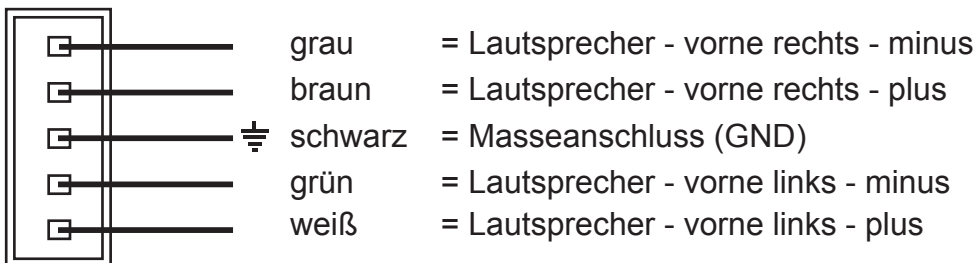 grau = Lautsprecher - vorne rechts - minus
braun = Lautsprecher - vorne rechts - plus
schwarz = Masseanschluss (GND)
grün = Lautsprecher - vorne links - minus
weiß = Lautsprecher - vorne links - plus